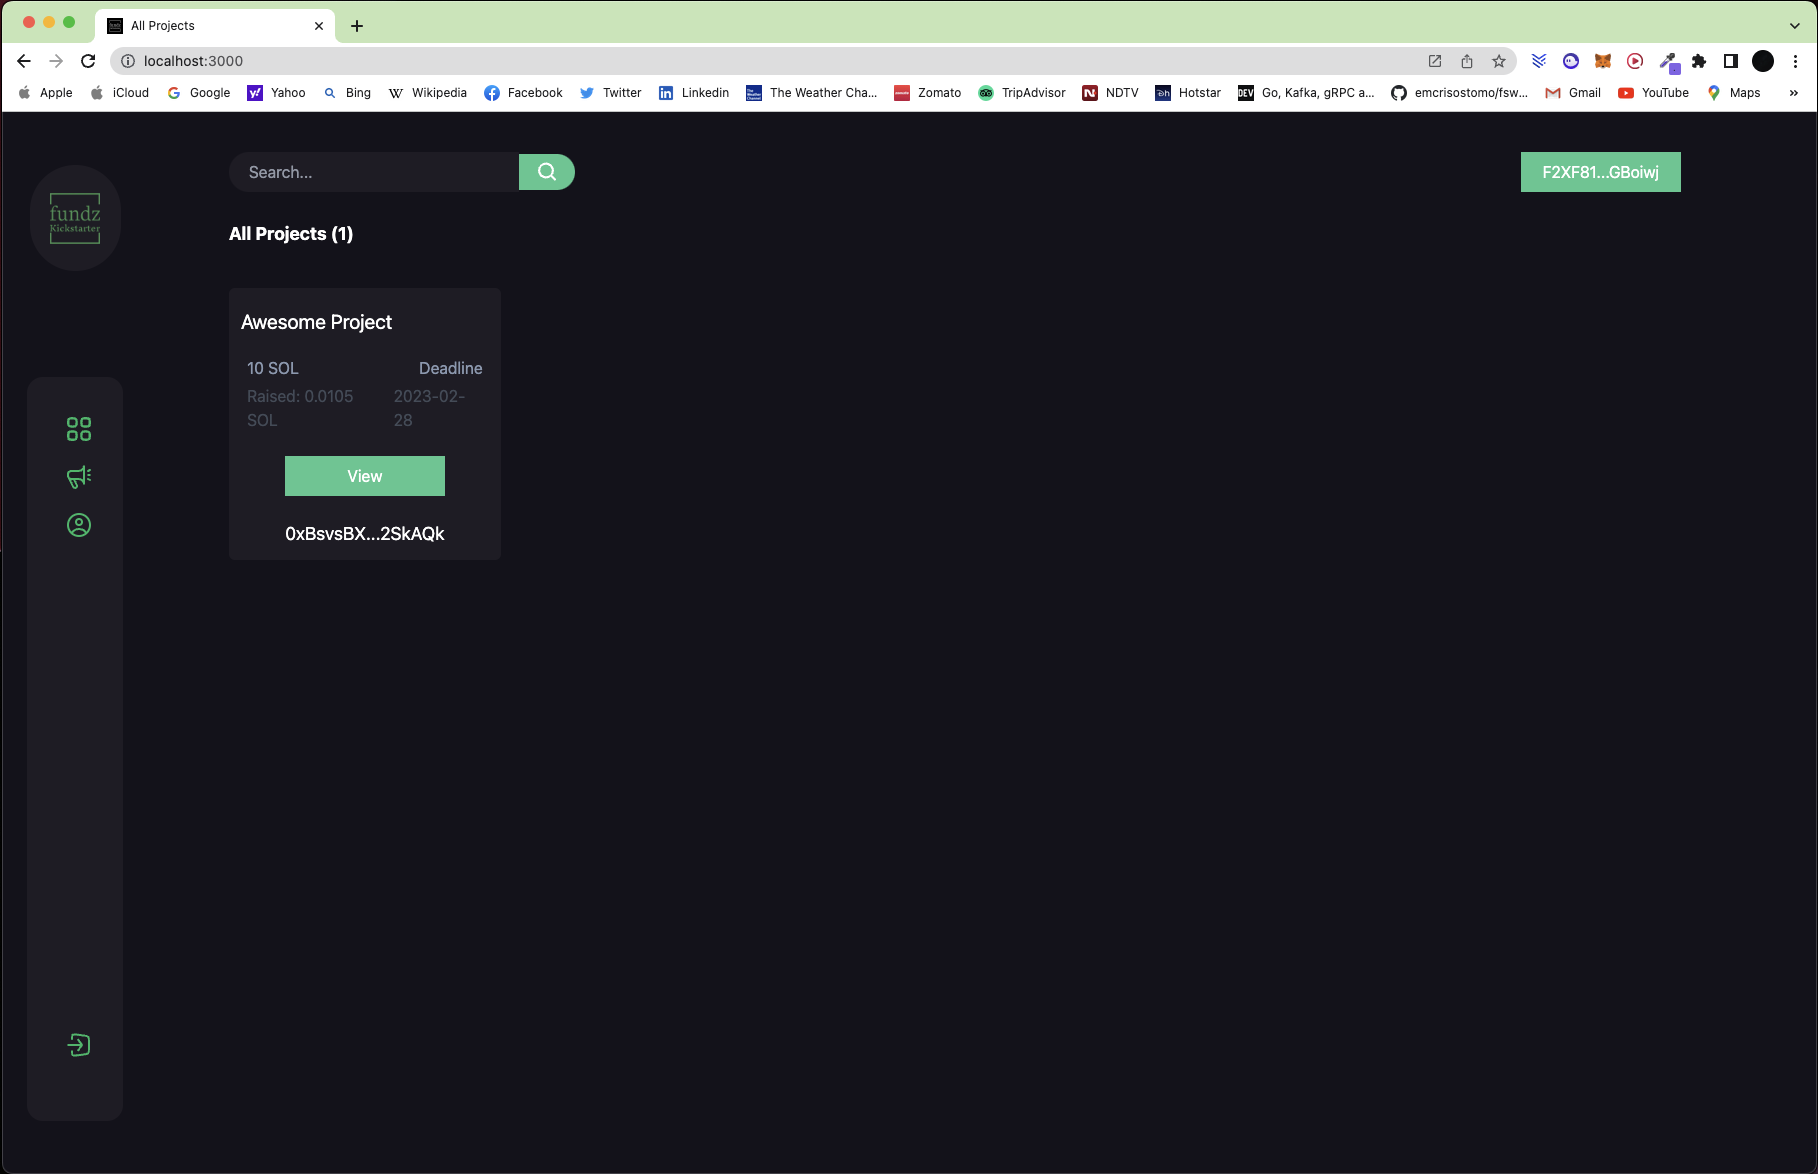 All Projects
localhost:3000
Apple iCloud Google Yahoo Bing Wikipedia Facebook Twitter Linkedin The Weather Cha... Zomato TripAdvisor NDTV Hotstar Go, Kafka, gRPC a... emcrisostomo/fsw... Gmail YouTube Maps »
fundz
Kickstarter
Search...
F2XF81...GBoiwj
All Projects (1)
Awesome Project
10 SOL Deadline
Raised: 0.0105 2023-02-
SOL 28
View
0xBsvsBX...2SkAQk